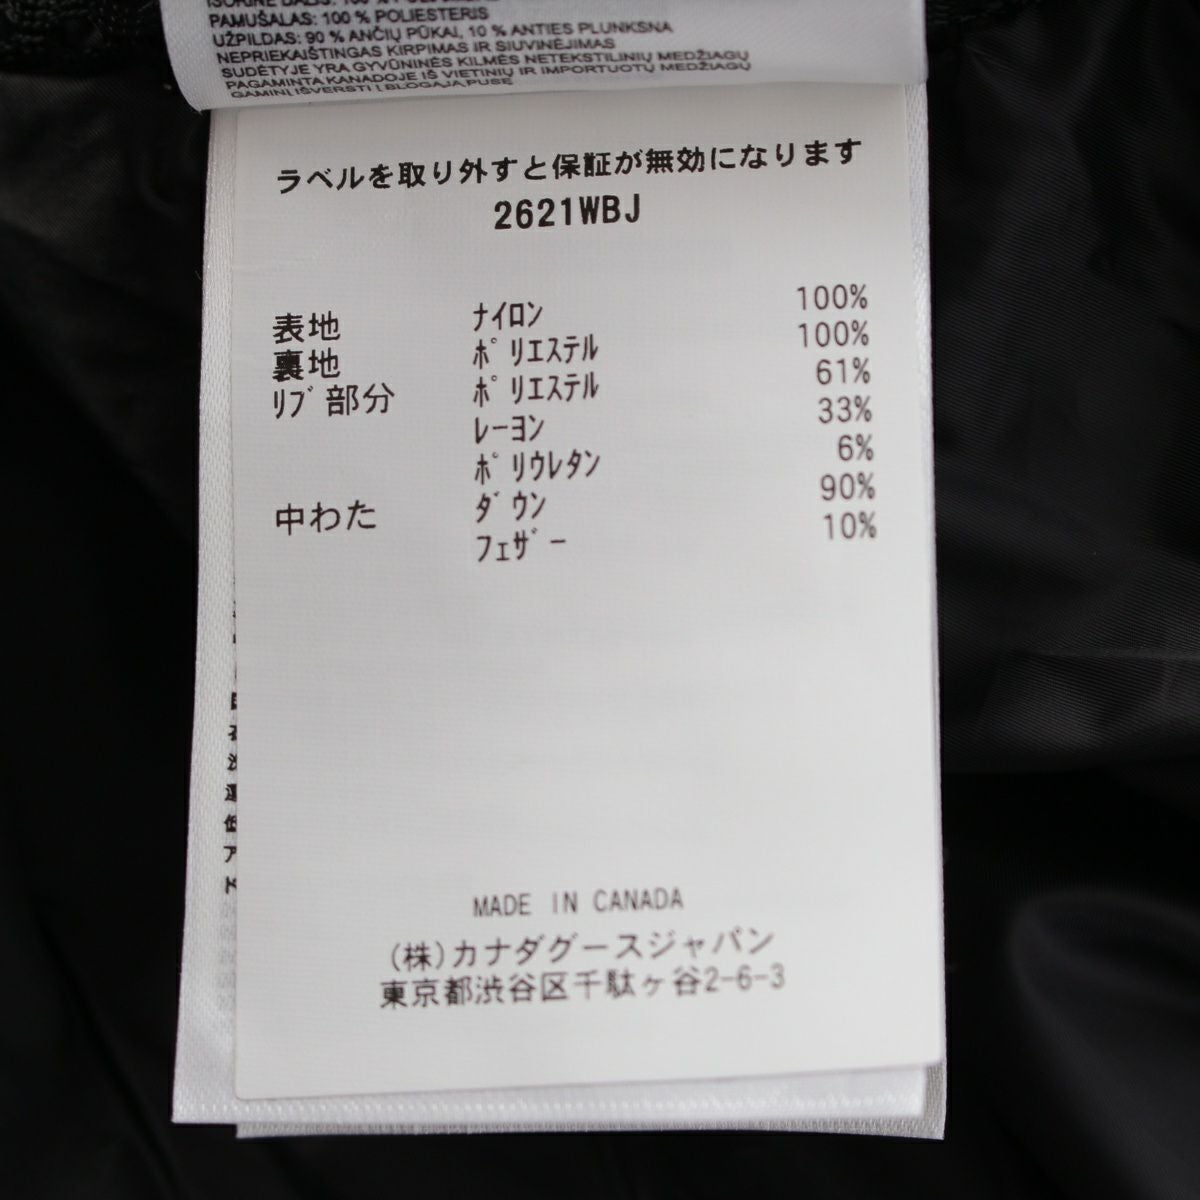 PAMUŠALAS: 100 % POLIESTERIS
UŽPILDAS: 90 % ANČIŲ PŪKAI, 10 % ANTIES PLUNKSNA
NEPRIEKAIŠTINGAS KIRPIMAS IR SIUVINĖJIMAS
SUDĖTYJE YRA GYVŪNINĖS KILMĖS NETEKSTILINIŲ MEDŽIAGŲ
PAGAMINTA KANADOJE IŠ VIETINIŲ IR IMPORTUOTŲ MEDŽIAGŲ
GAMINĮ IŠVERSTI Į BLOGĄJĄ PUSĘ
ラベルを取り外すと保証が無効になります
2621WBJ
表地 ﾅｲﾛﾝ 100%
裏地 ﾎﾟﾘｴｽﾃﾙ 100%
ﾘﾌﾞ部分 ﾎﾟﾘｴｽﾃﾙ 61%
ﾚｰﾖﾝ 33%
ﾎﾟﾘｳﾚﾀﾝ 6%
中わた ﾀﾞｳﾝ 90%
ﾌｪｻﾞｰ 10%
MADE IN CANADA
(株)カナダグースジャパン
東京都渋谷区千駄ヶ谷2-6-3